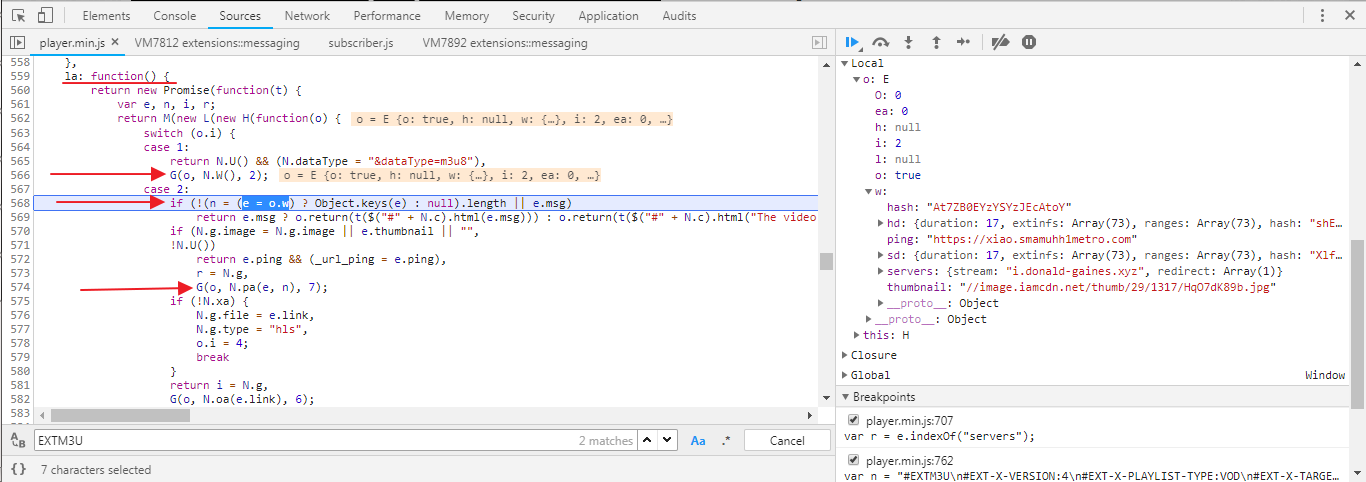 Elements Console Sources Network Performance Memory Security Application Audits
player.min.js × VM7812 extensions::messaging subscriber.js VM7892 extensions::messaging
558 },
559 la: function() {
560 return new Promise(function(t) {
561 var e, n, i, r;
562 return M(new L(new H(function(o) { o = E {o: true, h: null, w: {…}, i: 2, ea: 0, …}
563 switch (o.i) {
564 case 1:
565 return N.U() && (N.dataType = "&dataType=m3u8"),
566 G(o, N.W(), 2); o = E {o: true, h: null, w: {…}, i: 2, ea: 0, …}
567 case 2:
568 if (!(n = (e = o.w) ? Object.keys(e) : null).length || e.msg)
569 return e.msg ? o.return(t($("#" + N.c).html(e.msg))) : o.return(t($("#" + N.c).html("The video
570 if (N.g.image = N.g.image || e.thumbnail || "",
571 !N.U())
572 return e.ping && (_url_ping = e.ping),
573 r = N.g,
574 G(o, N.pa(e, n), 7);
575 if (!N.xa) {
576 N.g.file = e.link,
577 N.g.type = "hls",
578 o.i = 4;
579 break
580 }
581 return i = N.g,
582 G(o, N.oa(e.link), 6);
583
EXTM3U 2 matches Aa .* Cancel
{} 7 characters selected
Local
o: E
O: 0
ea: 0
h: null
i: 2
l: null
o: true
w:
hash: "At7ZB0EYzYSYzJEcAtoY"
hd: {duration: 17, extinfs: Array(73), ranges: Array(73), hash: "shE…
ping: "https://xiao.smamuhh1metro.com"
sd: {duration: 17, extinfs: Array(73), ranges: Array(73), hash: "Xlf…
servers: {stream: "i.donald-gaines.xyz", redirect: Array(1)}
thumbnail: "//image.iamcdn.net/thumb/29/1317/HqO7dK89b.jpg"
__proto__: Object
__proto__: Object
this: H
Closure
Global Window
Breakpoints
player.min.js:707
var r = e.indexOf("servers");
player.min.js:762
var n = "#EXTM3U\n#EXT-X-VERSION:4\n#EXT-X-PLAYLIST-TYPE:VOD\n#EXT-X-TARGE…